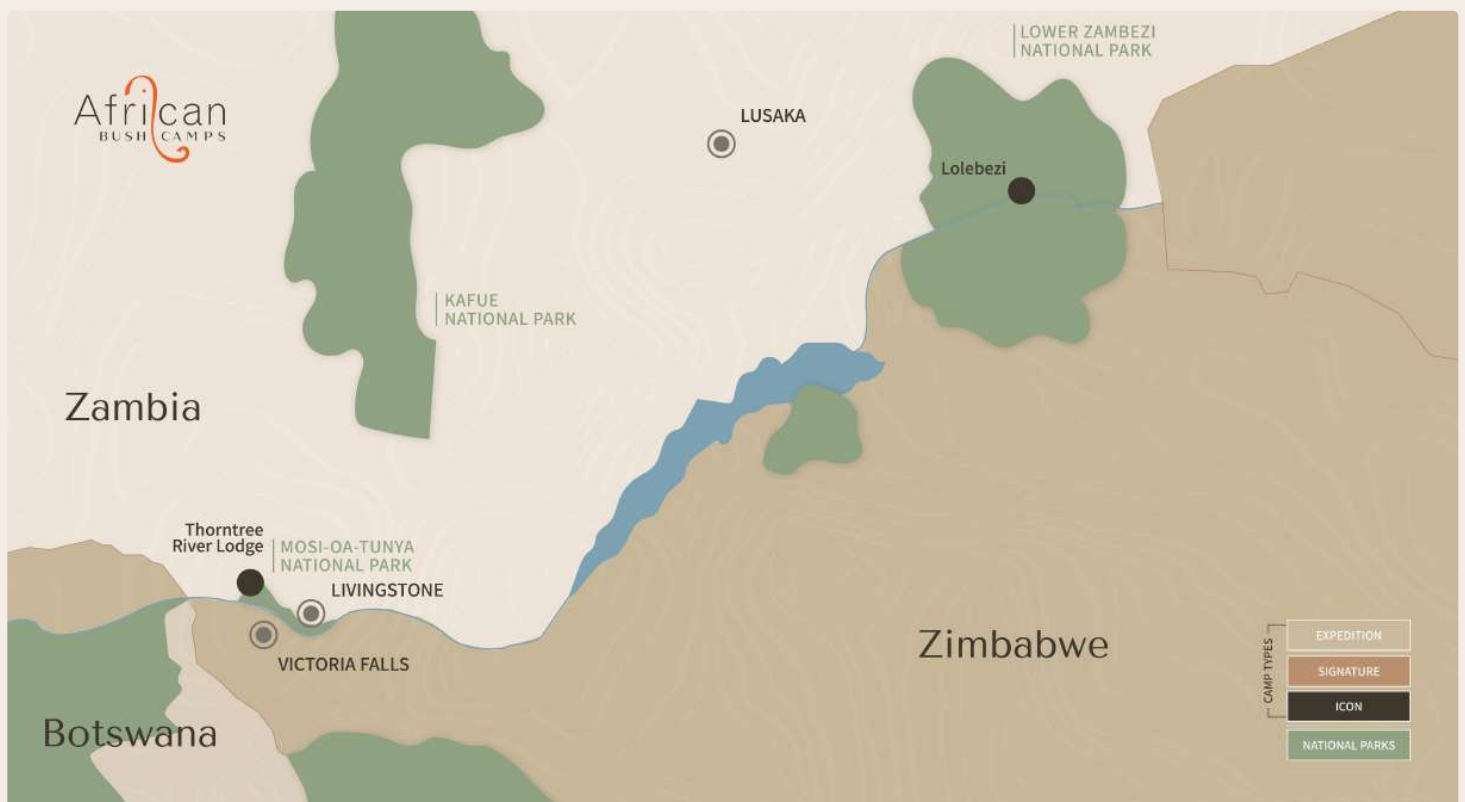 African
BUSH CAMPS
LOWER ZAMBEZI
NATIONAL PARK
LUSAKA
Lolebezi
KAFUE
NATIONAL PARK
Zambia
Thorntree
River Lodge
MOSI-OA-TUNYA
NATIONAL PARK
LIVINGSTONE
VICTORIA FALLS
Zimbabwe
Botswana
CAMP TYPES
EXPEDITION
SIGNATURE
ICON
NATIONAL PARKS